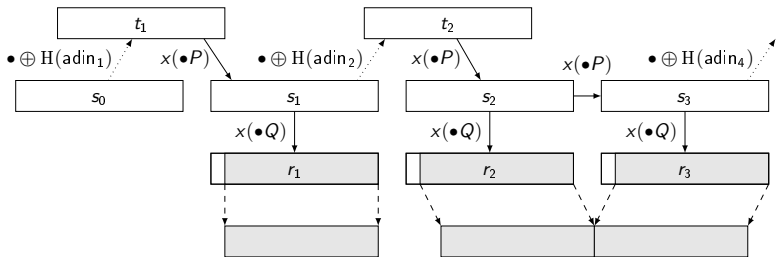 t₁ t₂
• ⊕ H(adin₁) x(•P) • ⊕ H(adin₂) x(•P) x(•P) • ⊕ H(adin₄)
s₀ s₁ s₂ s₃
x(•Q) x(•Q) x(•Q)
r₁ r₂ r₃